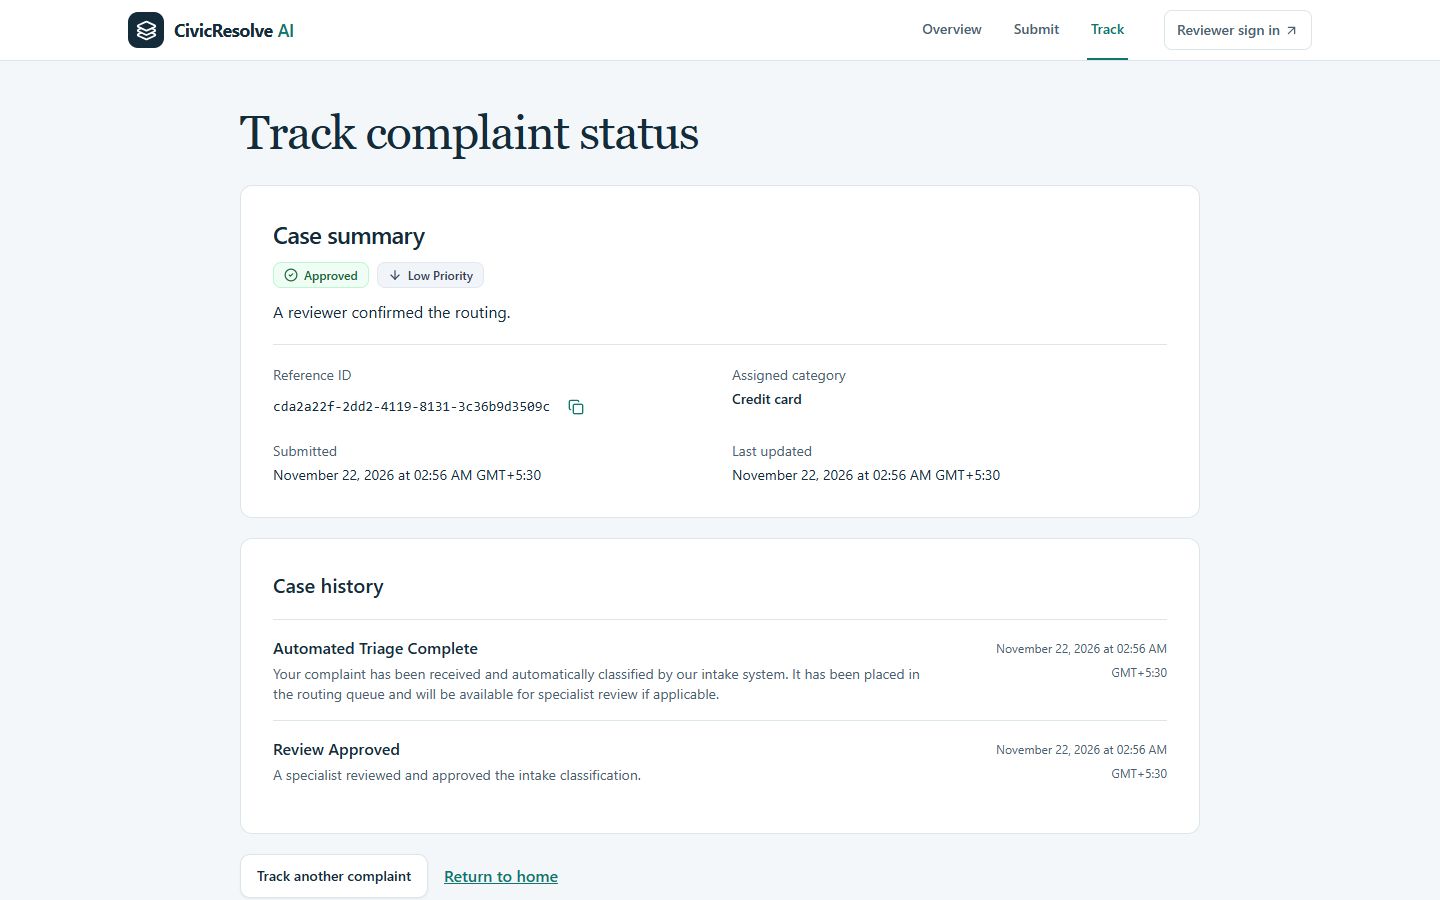 CivicResolve AI
Overview
Submit
Track
Reviewer sign in
Track complaint status
Case summary
Approved
Low Priority
A reviewer confirmed the routing.
Reference ID
cda2a22f-2dd2-4119-8131-3c36b9d3509c
Assigned category
Credit card
Submitted
November 22, 2026 at 02:56 AM GMT+5:30
Last updated
November 22, 2026 at 02:56 AM GMT+5:30
Case history
Automated Triage Complete
November 22, 2026 at 02:56 AM
GMT+5:30
Your complaint has been received and automatically classified by our intake system. It has been placed in
the routing queue and will be available for specialist review if applicable.
Review Approved
November 22, 2026 at 02:56 AM
GMT+5:30
A specialist reviewed and approved the intake classification.
Track another complaint
Return to home